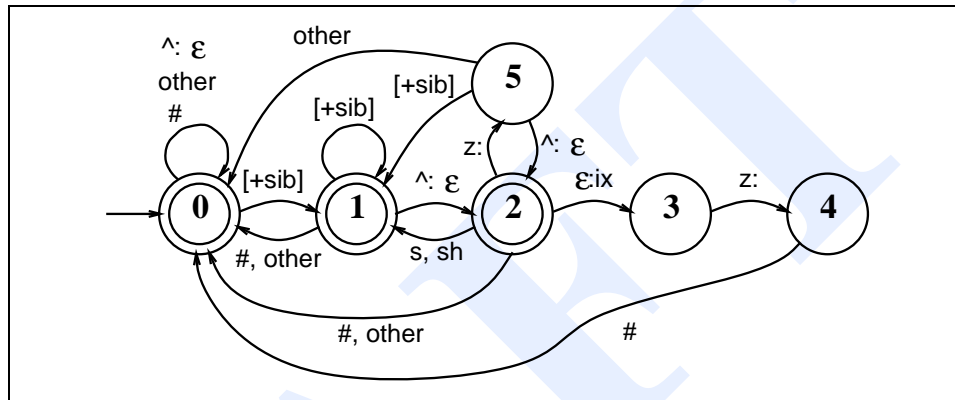 ^: ε
other
#
other
[+sib]
[+sib]
5
z:
^: ε
[+sib]
^: ε
ε:ix
z:
0
1
2
3
4
#, other
s, sh
#, other
#